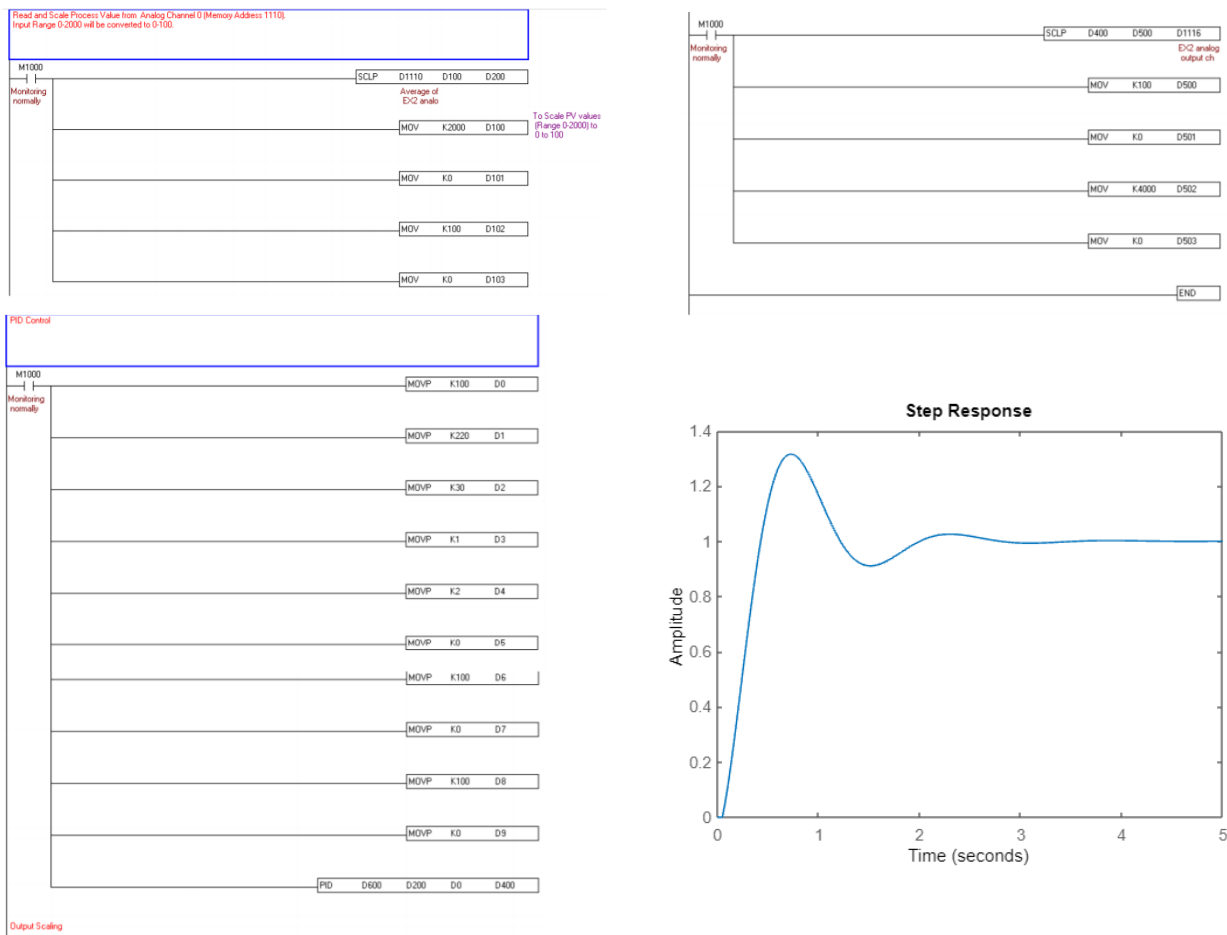 Read and Scale Process Value from Analog Channel 0 (Memory Address 1110).
Input Range 0-2000 will be converted to 0-100.
M1000
Monitoring
normally
SCLP D1110 D100 D200
Average of
EX2 analo
MOV K2000 D100
To Scale PV values
(Range 0-2000) to
0 to 100
MOV K0 D101
MOV K100 D102
MOV K0 D103
PID Control
M1000
Monitoring
normally
MOVP K100 D0
MOVP K220 D1
MOVP K30 D2
MOVP K1 D3
MOVP K2 D4
MOVP K0 D5
MOVP K100 D6
MOVP K0 D7
MOVP K100 D8
MOVP K0 D9
PID D600 D200 D0 D400
Output Scaling
M1000
Monitoring
normally
SCLP D400 D500 D1116
EX2 analog
output ch
MOV K100 D500
MOV K0 D501
MOV K4000 D502
MOV K0 D503
END
Step Response
1.4
1.2
1
0.8
0.6
0.4
0.2
0
Amplitude
0 1 2 3 4 5
Time (seconds)